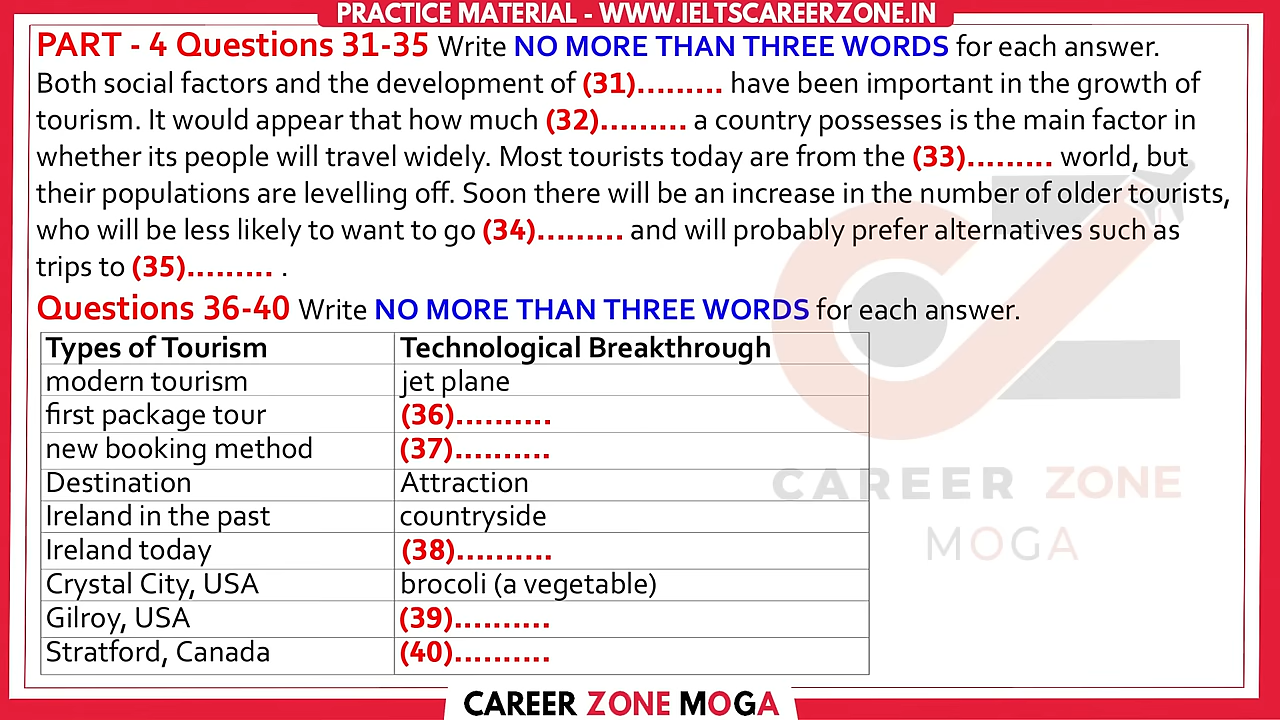 PRACTICE MATERIAL - WWW.IELTSCAREERZONE.IN
PART - 4 Questions 31-35 Write NO MORE THAN THREE WORDS for each answer.
Both social factors and the development of (31)......... have been important in the growth of
tourism. It would appear that how much (32)......... a country possesses is the main factor in
whether its people will travel widely. Most tourists today are from the (33)......... world, but
their populations are levelling off. Soon there will be an increase in the number of older tourists,
who will be less likely to want to go (34)......... and will probably prefer alternatives such as
trips to (35)......... .
Questions 36-40 Write NO MORE THAN THREE WORDS for each answer.
Types of Tourism Technological Breakthrough
modern tourism jet plane
first package tour (36)..........
new booking method (37)..........
Destination Attraction
Ireland in the past countryside
Ireland today (38)..........
Crystal City, USA brocoli (a vegetable)
Gilroy, USA (39)..........
Stratford, Canada (40)..........
CAREER ZONE
MOGA
CAREER ZONE MOGA